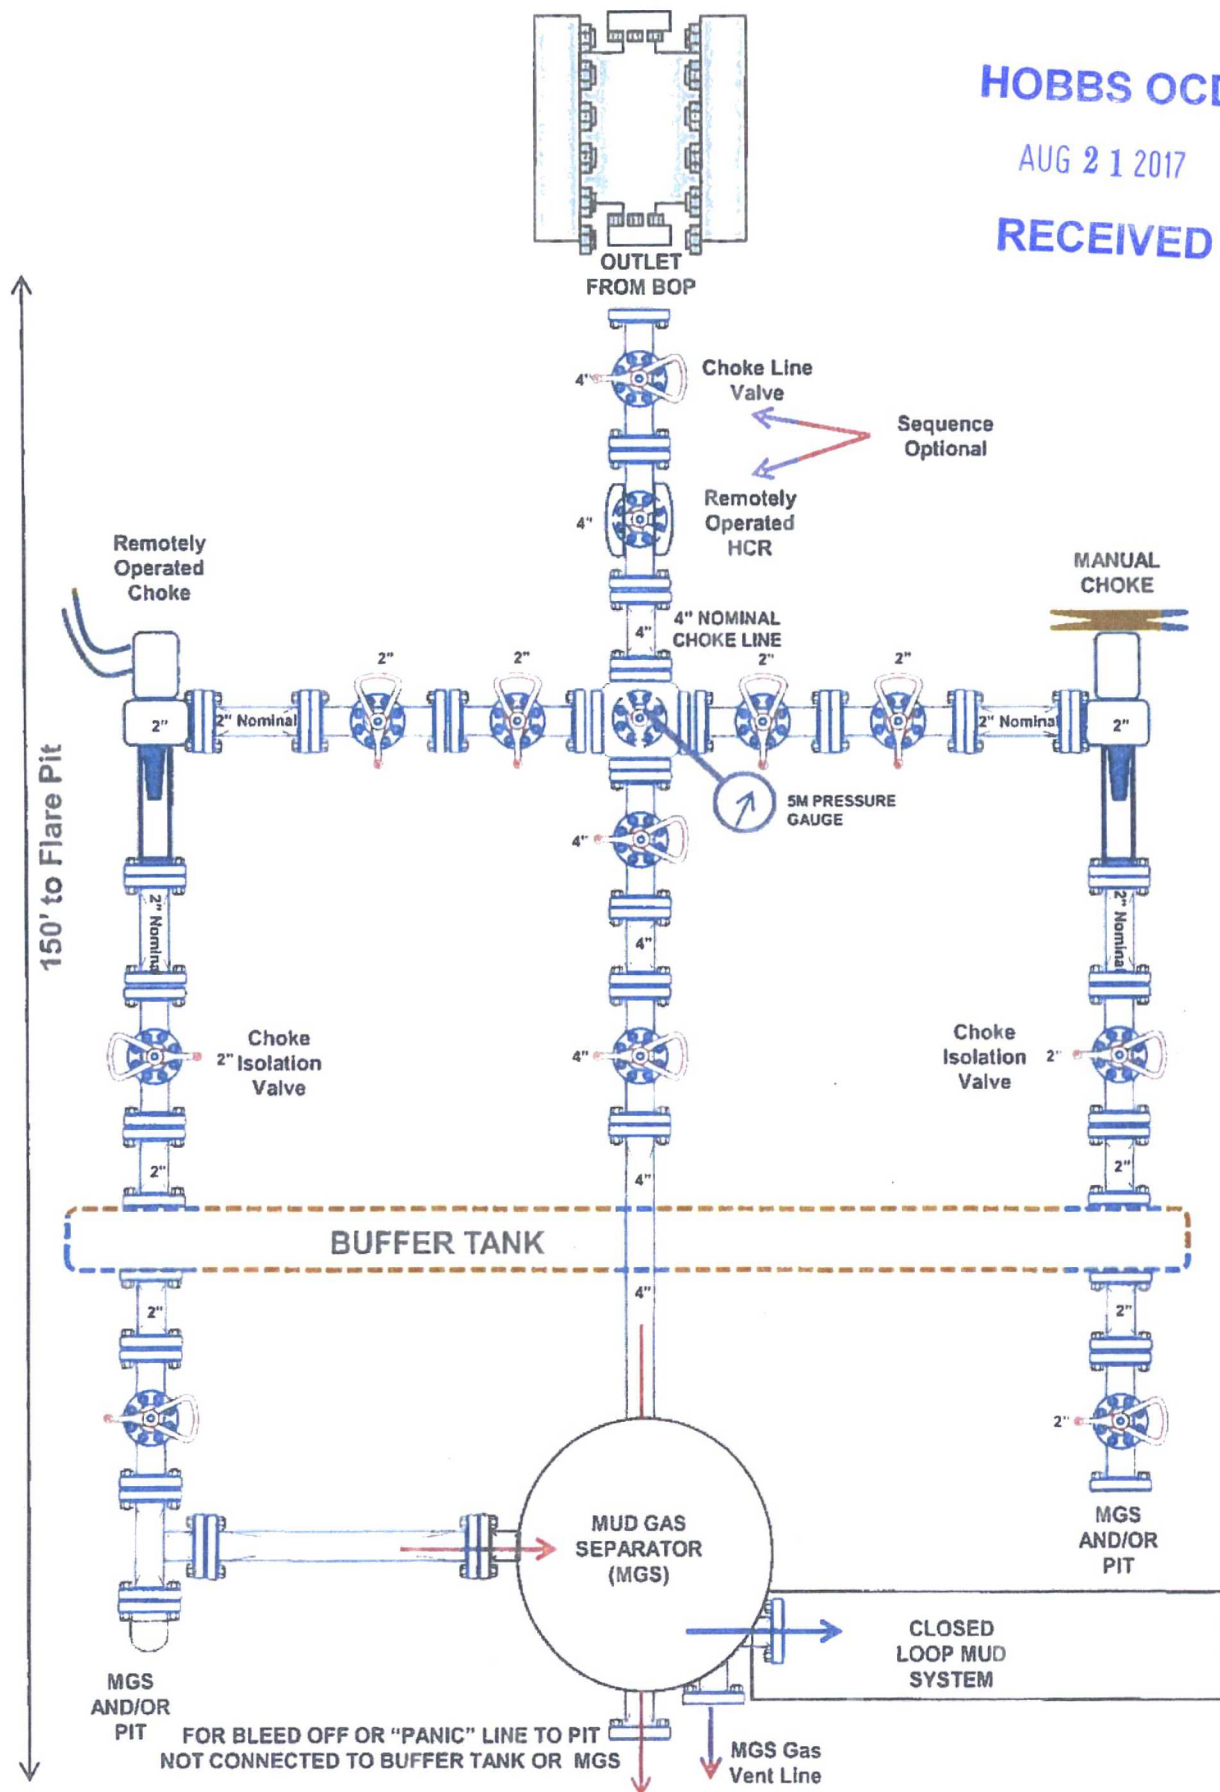 HOBBS OCD
AUG 21 2017
RECEIVED
OUTLET
FROM BOP
4"
Choke Line
Valve
Sequence
Optional
4"
Remotely
Operated
HCR
Remotely
Operated
Choke
MANUAL
CHOKE
4"
4" NOMINAL
CHOKE LINE
2"
2"
2"
2"
2"
2" Nominal
2" Nominal
2"
5M PRESSURE
GAUGE
4"
150' to Flare Pit
2" Nominal
4"
2" Nominal
2"
Choke
Isolation
Valve
4"
Choke
Isolation
Valve
2"
2"
4"
2"
BUFFER TANK
2"
4"
2"
2"
MUD GAS
SEPARATOR
(MGS)
MGS
AND/OR
PIT
CLOSED
LOOP MUD
SYSTEM
MGS
AND/OR
PIT
FOR BLEED OFF OR “PANIC” LINE TO PIT
NOT CONNECTED TO BUFFER TANK OR MGS
MGS Gas
Vent Line